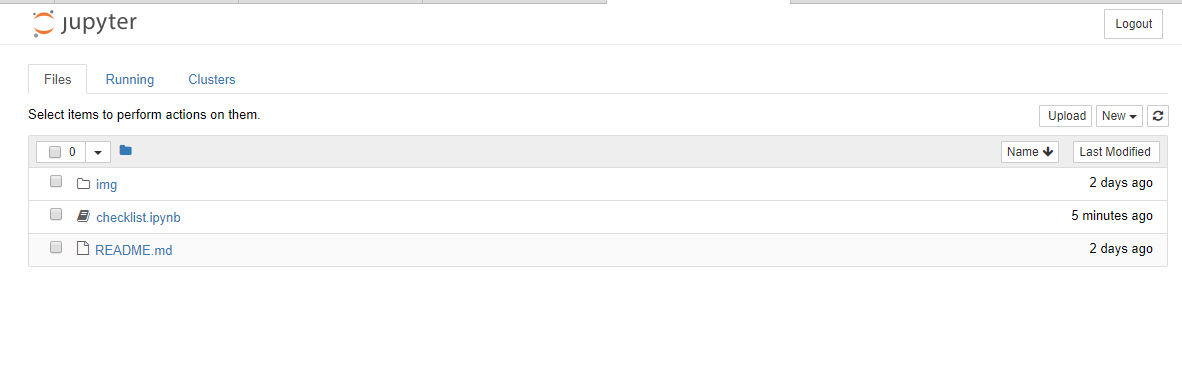 jupyter
Logout
Files Running Clusters
Select items to perform actions on them.
Upload New
0 Name Last Modified
img 2 days ago
checklist.ipynb 5 minutes ago
README.md 2 days ago